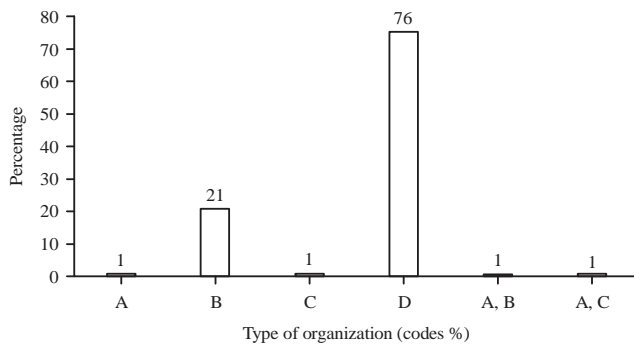 80
76
70
60
50
Percentage
40
30
21
20
10
1
1
1
1
0
A
B
C
D
A, B
A, C
Type of organization (codes %)